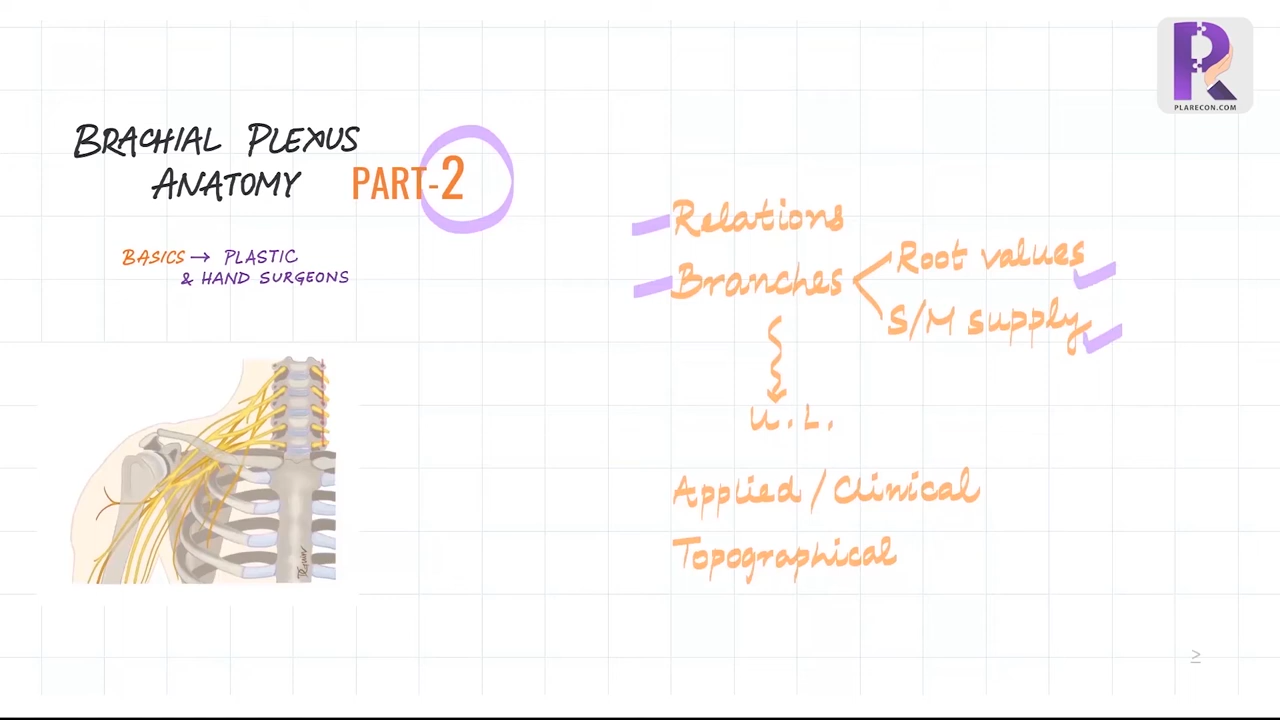 PLARECON.COM
BRACHIAL PLEXUS
ANATOMY PART-2
BASICS → PLASTIC
& HAND SURGEONS
Relations
Branches
Root values
S/M supply
U.L.
Applied / Clinical
Topographical